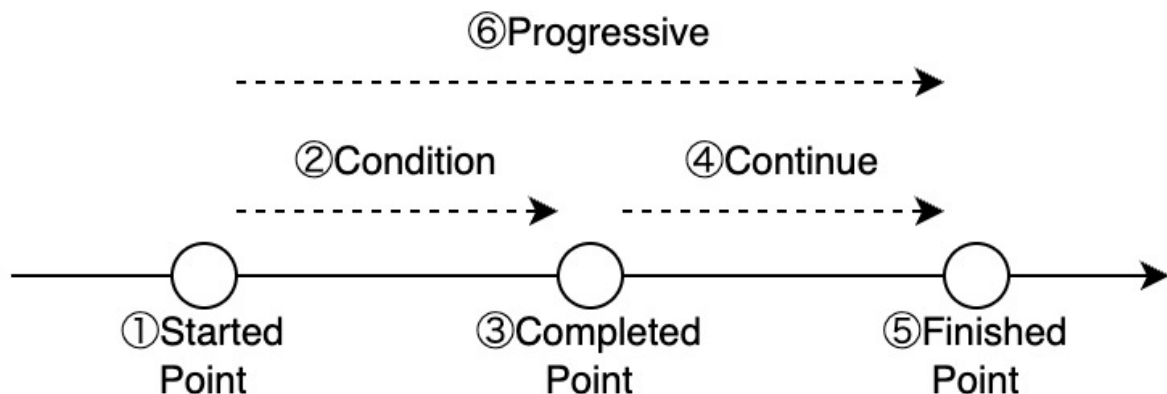 ⑥Progressive
②Condition
④Continue
①Started
Point
③Completed
Point
⑤Finished
Point